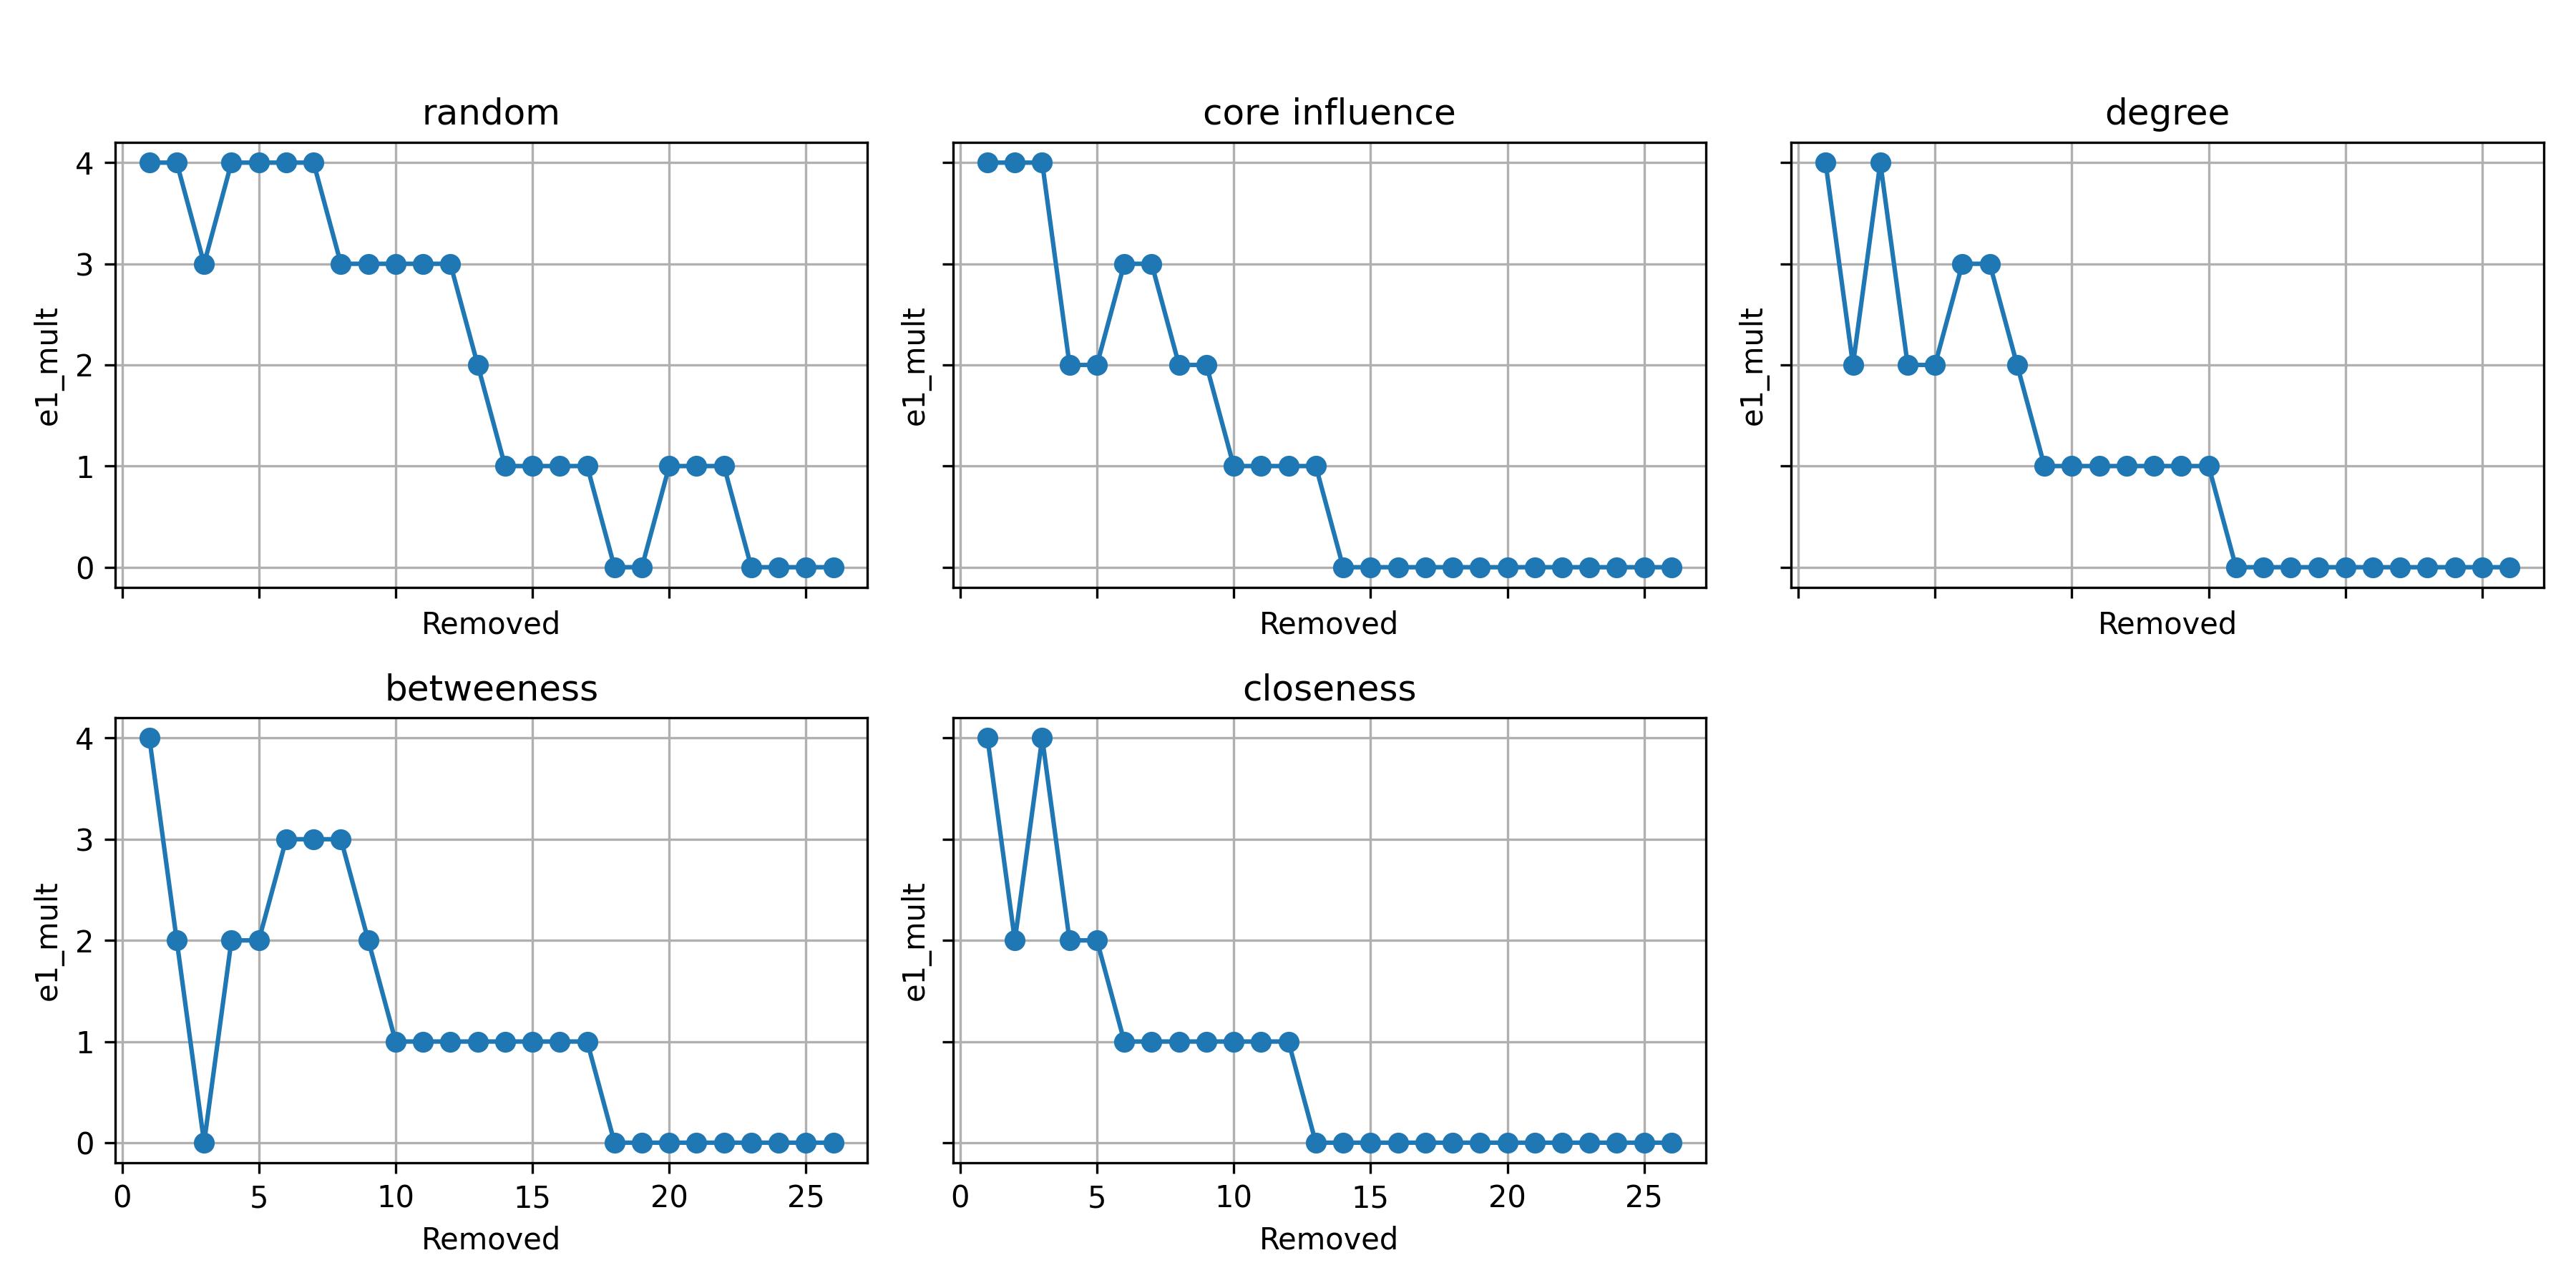 random
core influence
degree
4
3
2
1
0
e1_mult
e1_mult
e1_mult
Removed
Removed
Removed
betweeness
closeness
4
3
2
1
0
e1_mult
e1_mult
0 5 10 15 20 25
0 5 10 15 20 25
Removed
Removed